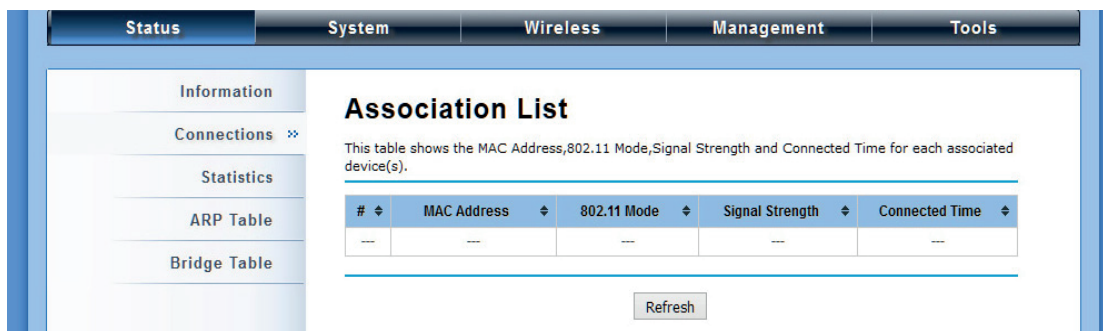 Status System Wireless Management Tools
Information
Connections »
Statistics
ARP Table
Bridge Table
Association List
This table shows the MAC Address,802.11 Mode,Signal Strength and Connected Time for each associated
device(s).
# MAC Address 802.11 Mode Signal Strength Connected Time
--- --- --- --- ---
Refresh